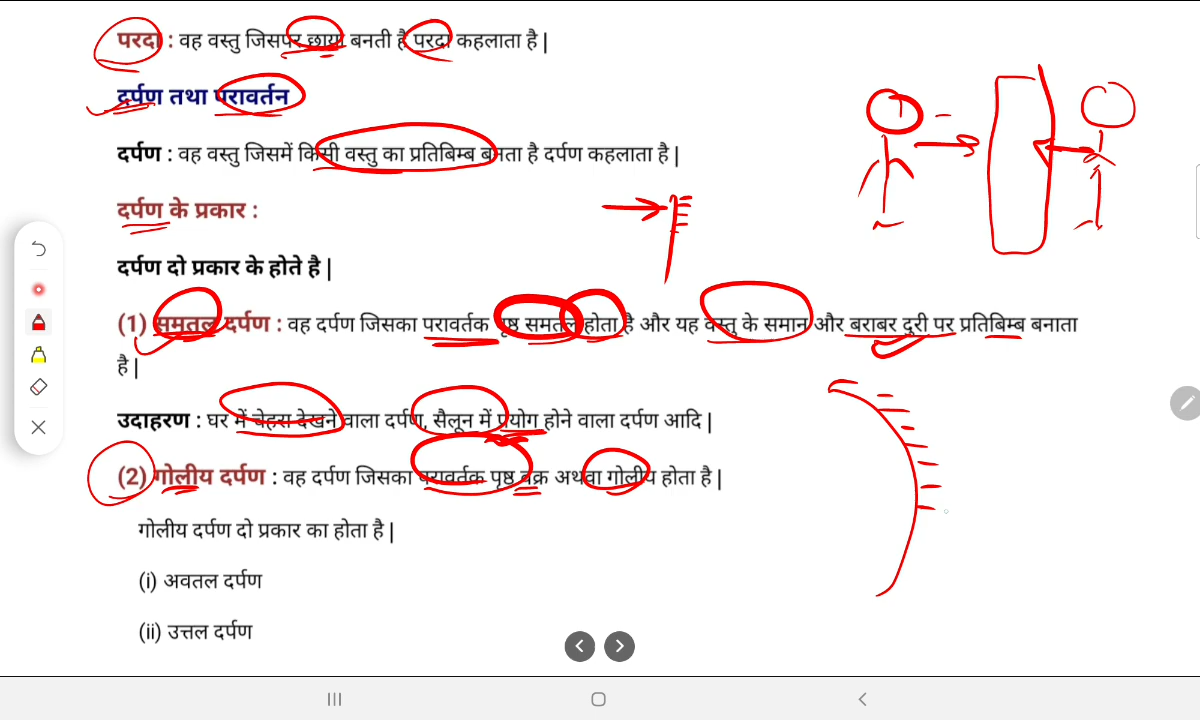 परदा : वह वस्तु जिसपर छाया बनती है परदा कहलाता है |
दर्पण तथा परावर्तन
दर्पण : वह वस्तु जिसमें किसी वस्तु का प्रतिबिम्ब बनता है दर्पण कहलाता है |
दर्पण के प्रकार :
दर्पण दो प्रकार के होते है |
(1) समतल दर्पण : वह दर्पण जिसका परावर्तक पृष्ठ समतल होता है और यह वस्तु के समान और बराबर दुरी पर प्रतिबिम्ब बनाता
है |
उदाहरण : घर में चेहरा देखने वाला दर्पण, सैलून में प्रयोग होने वाला दर्पण आदि |
(2) गोलीय दर्पण : वह दर्पण जिसका परावर्तक पृष्ठ वक्र अथवा गोलीय होता है |
गोलीय दर्पण दो प्रकार का होता है |
(i) अवतल दर्पण
(ii) उत्तल दर्पण